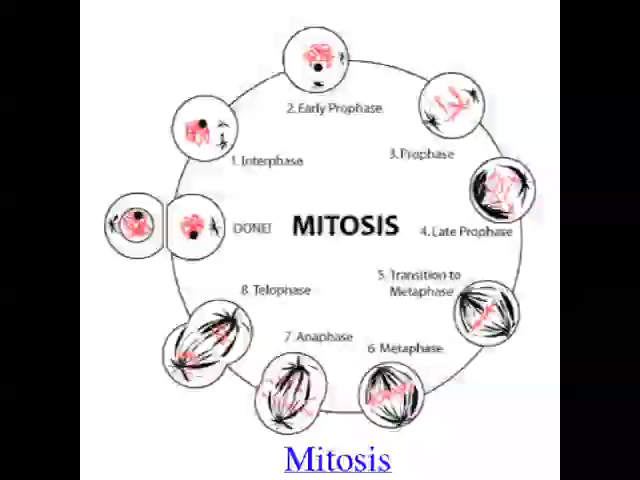 2. Early Prophase
3. Prophase
1. Interphase
DONE!
MITOSIS
4. Late Prophase
5. Transition to
Metaphase
8. Telophase
7. Anaphase
6. Metaphase
Mitosis